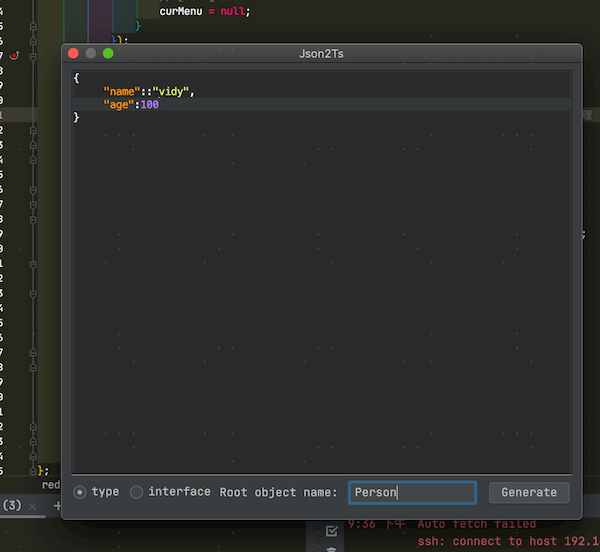 curMenu = null;
}
});
Json2Ts
{
"name"::"vidy",
"age":100
}
理
;
};
red
type interface Root object name: Person Generate
(3) × +
9:36 下午 Auto fetch failed
ssh: connect to host 192.1